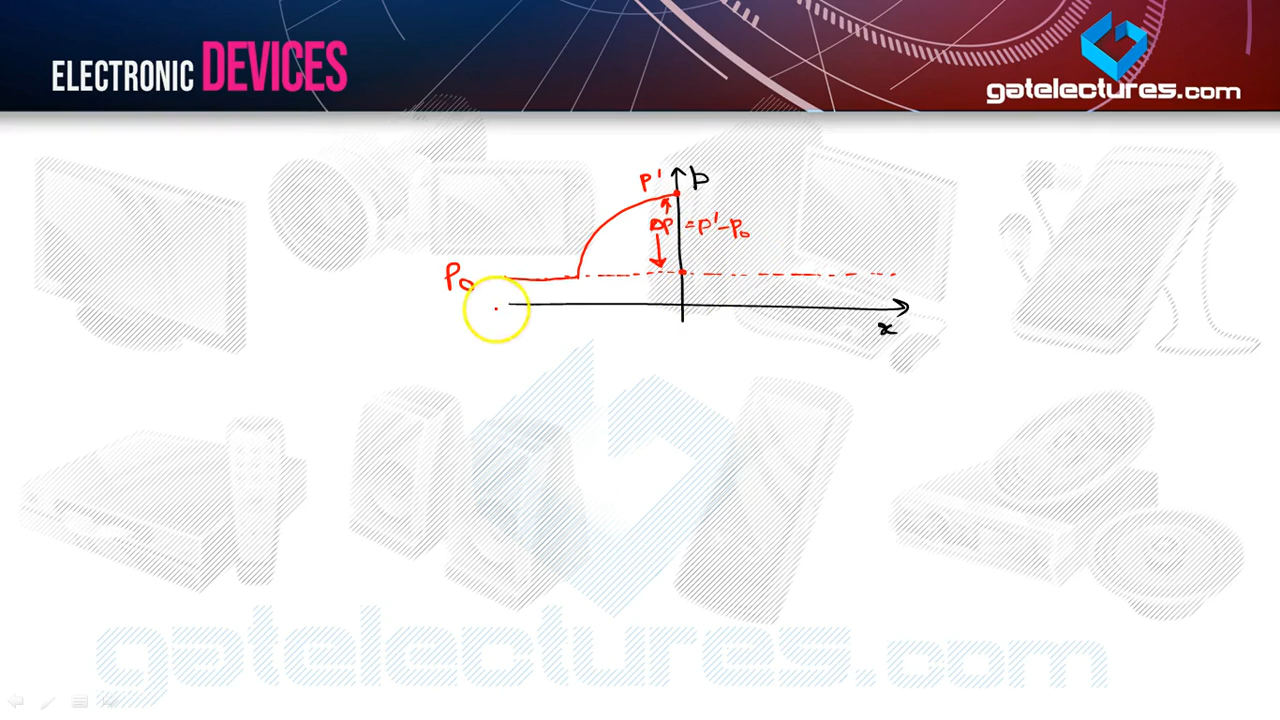 ELECTRONIC DEVICES
gatelectures.com
p' p
Δp = p' - p₀
P₀
x
gatelectures.com